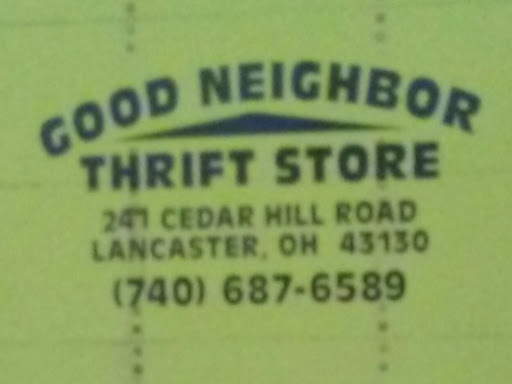 GOOD NEIGHBOR
THRIFT STORE
241 CEDAR HILL ROAD
LANCASTER, OH 43130
(740) 687-6589